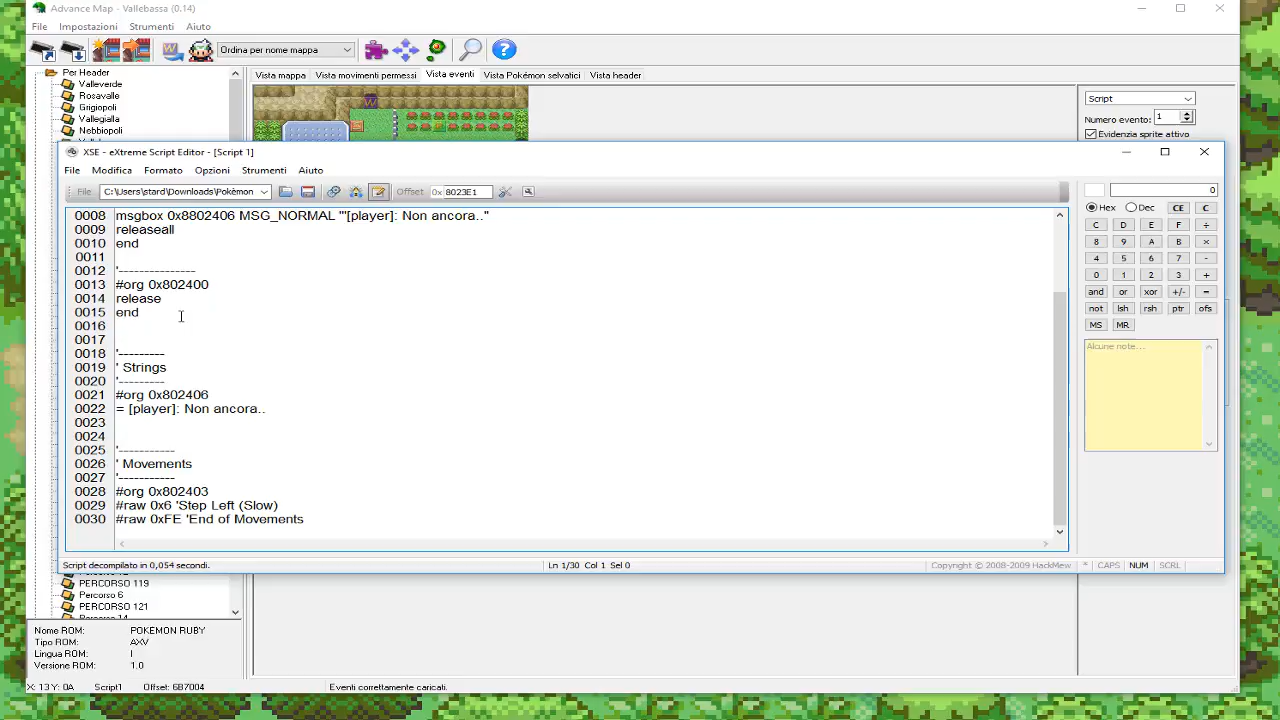 Advance Map - Vallebassa (0.14)
File Impostazioni Strumenti Aiuto
Ordina per nome mappa
Per Header
Valleverde
Rosavalle
Grigiopoli
Vallegialla
Nebbiopoli
Vista mappa Vista movimenti permessi Vista eventi Vista header
Script
Numero evento: 1
Evidenzia sprite attivo
XSE - eXtreme Script Editor - [Script 1]
File Modifica Formato Opzioni Strumenti Aiuto
File C:\Users\stard\Downloads\Pokèmon Offset 0x 8023E1
0008 msgbox 0x8802406 MSG_NORMAL '"[player]: Non ancora.."
0009 releaseall
0010 end
0011
0012 '---------------
0013 #org 0x802400
0014 release
0015 end
0016
0017
0018 '---------
0019 ' Strings
0020 '---------
0021 #org 0x802406
0022 = [player]: Non ancora..
0023
0024
0025 '-----------
0026 ' Movements
0027 '-----------
0028 #org 0x802403
0029 #raw 0x6 'Step Left (Slow)
0030 #raw 0xFE 'End of Movements
0
Hex Dec CE C
C D E F ÷
8 9 A B ×
4 5 6 7 -
0 1 2 3 +
and or xor +/- =
not lsh rsh ptr ofs
MS MR
Alcune note...
Script decompilato in 0,054 secondi. Ln 1/30 Col 1 Sel 0 Copyright © 2008-2009 HackMew * CAPS NUM SCRL
PERCORSO 119
Percorso 6
PERCORSO 121
Nome ROM: POKEMON RUBY
Tipo ROM: AXV
Lingua ROM: I
Versione ROM: 1.0
X: 13 Y: 0A Script1 Offset: 6B7004 Eventi correttamente caricati.